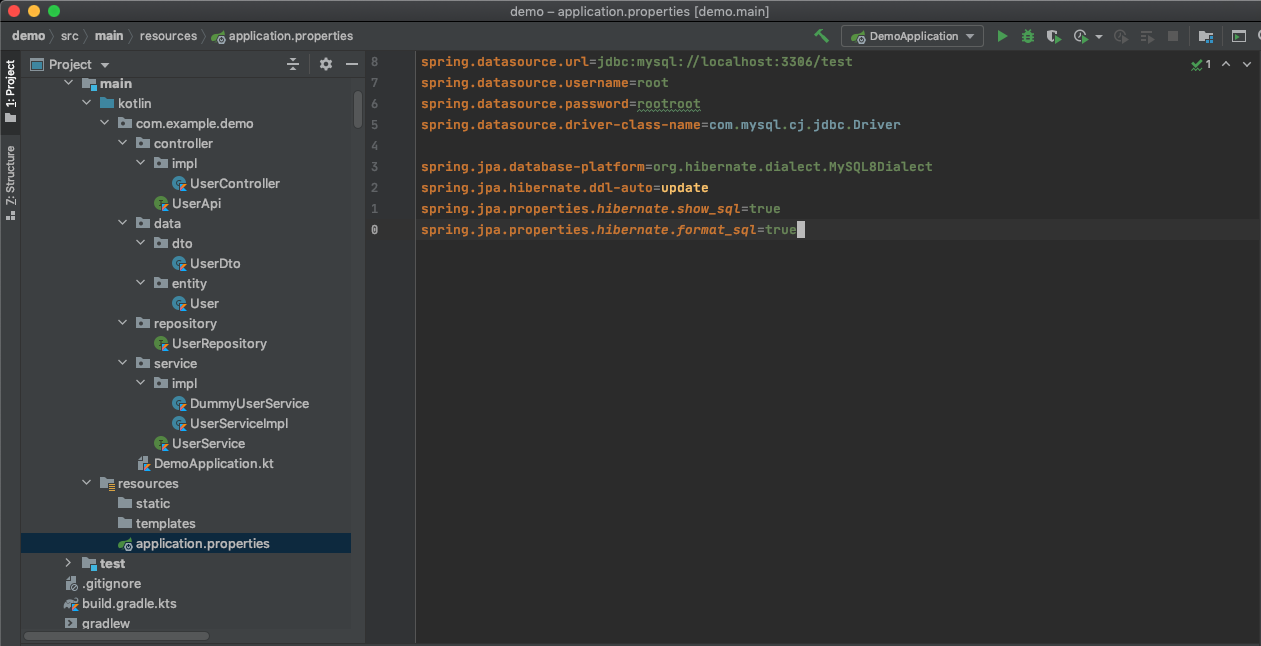 demo – application.properties [demo.main]
demo src main resources application.properties DemoApplication
1: Project
Z: Structure
Project
main
kotlin
com.example.demo
controller
impl
UserController
UserApi
data
dto
UserDto
entity
User
repository
UserRepository
service
impl
DummyUserService
UserServiceImpl
UserService
DemoApplication.kt
resources
static
templates
application.properties
test
.gitignore
build.gradle.kts
gradlew
8 spring.datasource.url=jdbc:mysql://localhost:3306/test
1
7 spring.datasource.username=root
6 spring.datasource.password=rootroot
5 spring.datasource.driver-class-name=com.mysql.cj.jdbc.Driver
4
3 spring.jpa.database-platform=org.hibernate.dialect.MySQL8Dialect
2 spring.jpa.hibernate.ddl-auto=update
1 spring.jpa.properties.hibernate.show_sql=true
0 spring.jpa.properties.hibernate.format_sql=true